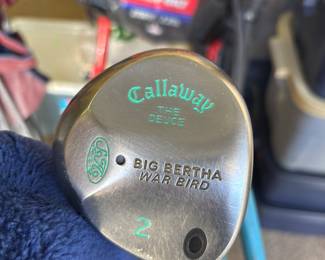 Callaway
THE
DEUCE
BIG BERTHA
WAR BIRD
2